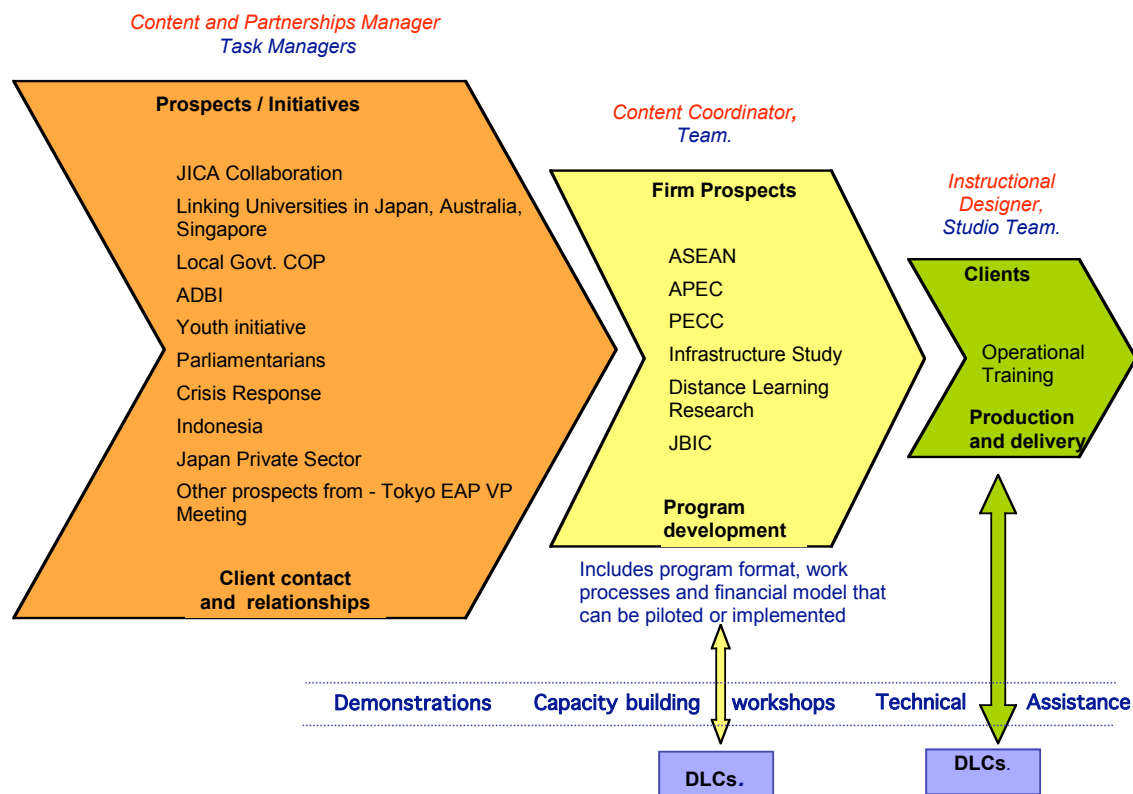 Content and Partnerships Manager
Task Managers
Prospects / Initiatives
JICA Collaboration
Linking Universities in Japan, Australia,
Singapore
Local Govt. COP
ADBI
Youth initiative
Parliamentarians
Crisis Response
Indonesia
Japan Private Sector
Other prospects from - Tokyo EAP VP
Meeting
Client contact
and relationships
Content Coordinator,
Team.
Firm Prospects
ASEAN
APEC
PECC
Infrastructure Study
Distance Learning
Research
JBIC
Program
development
Includes program format, work
processes and financial model that
can be piloted or implemented
Instructional
Designer,
Studio Team.
Clients
Operational
Training
Production
and delivery
Demonstrations Capacity building workshops Technical Assistance
DLCs.
DLCs.